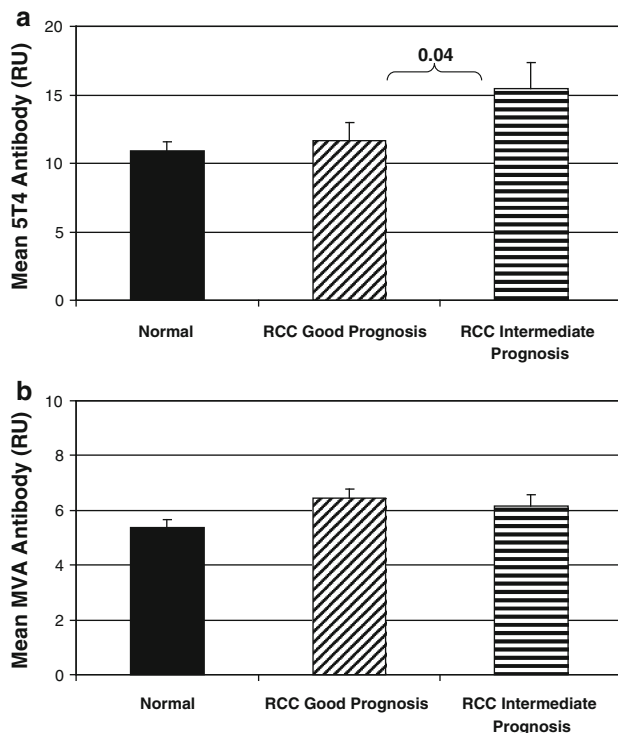 a
Mean 5T4 Antibody (RU)
20
15
10
5
0
0.04
Normal
RCC Good Prognosis
RCC Intermediate
Prognosis
b
Mean MVA Antibody (RU)
10
8
6
4
2
0
Normal
RCC Good Prognosis
RCC Intermediate
Prognosis